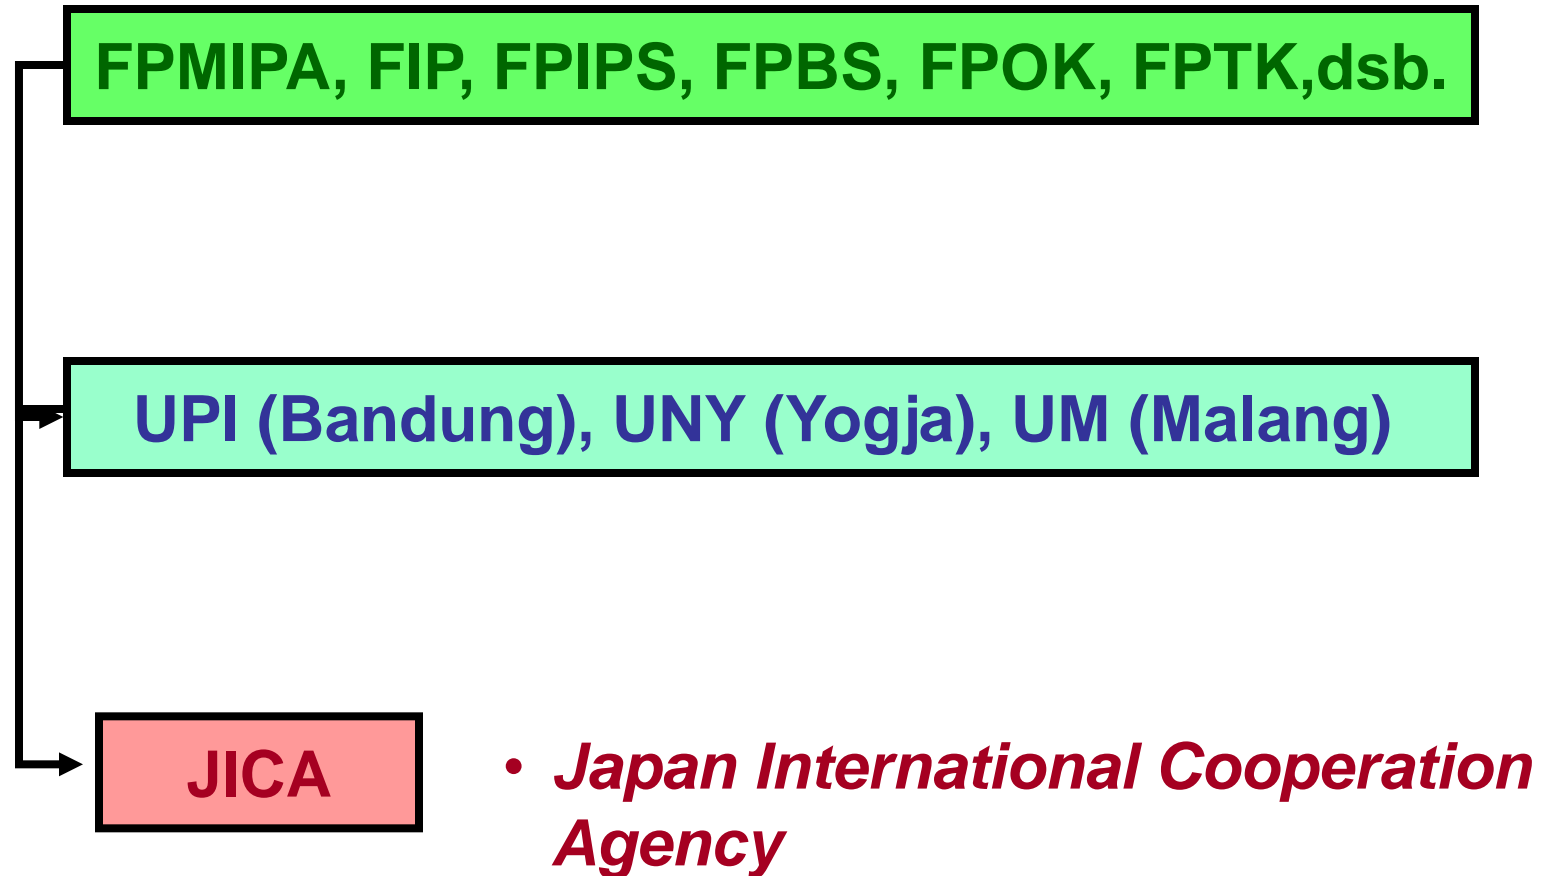 FPMIPA, FIP, FPIPS, FPBS, FPOK, FPTK,dsb.
UPI (Bandung), UNY (Yogja), UM (Malang)
JICA
• Japan International Cooperation
Agency